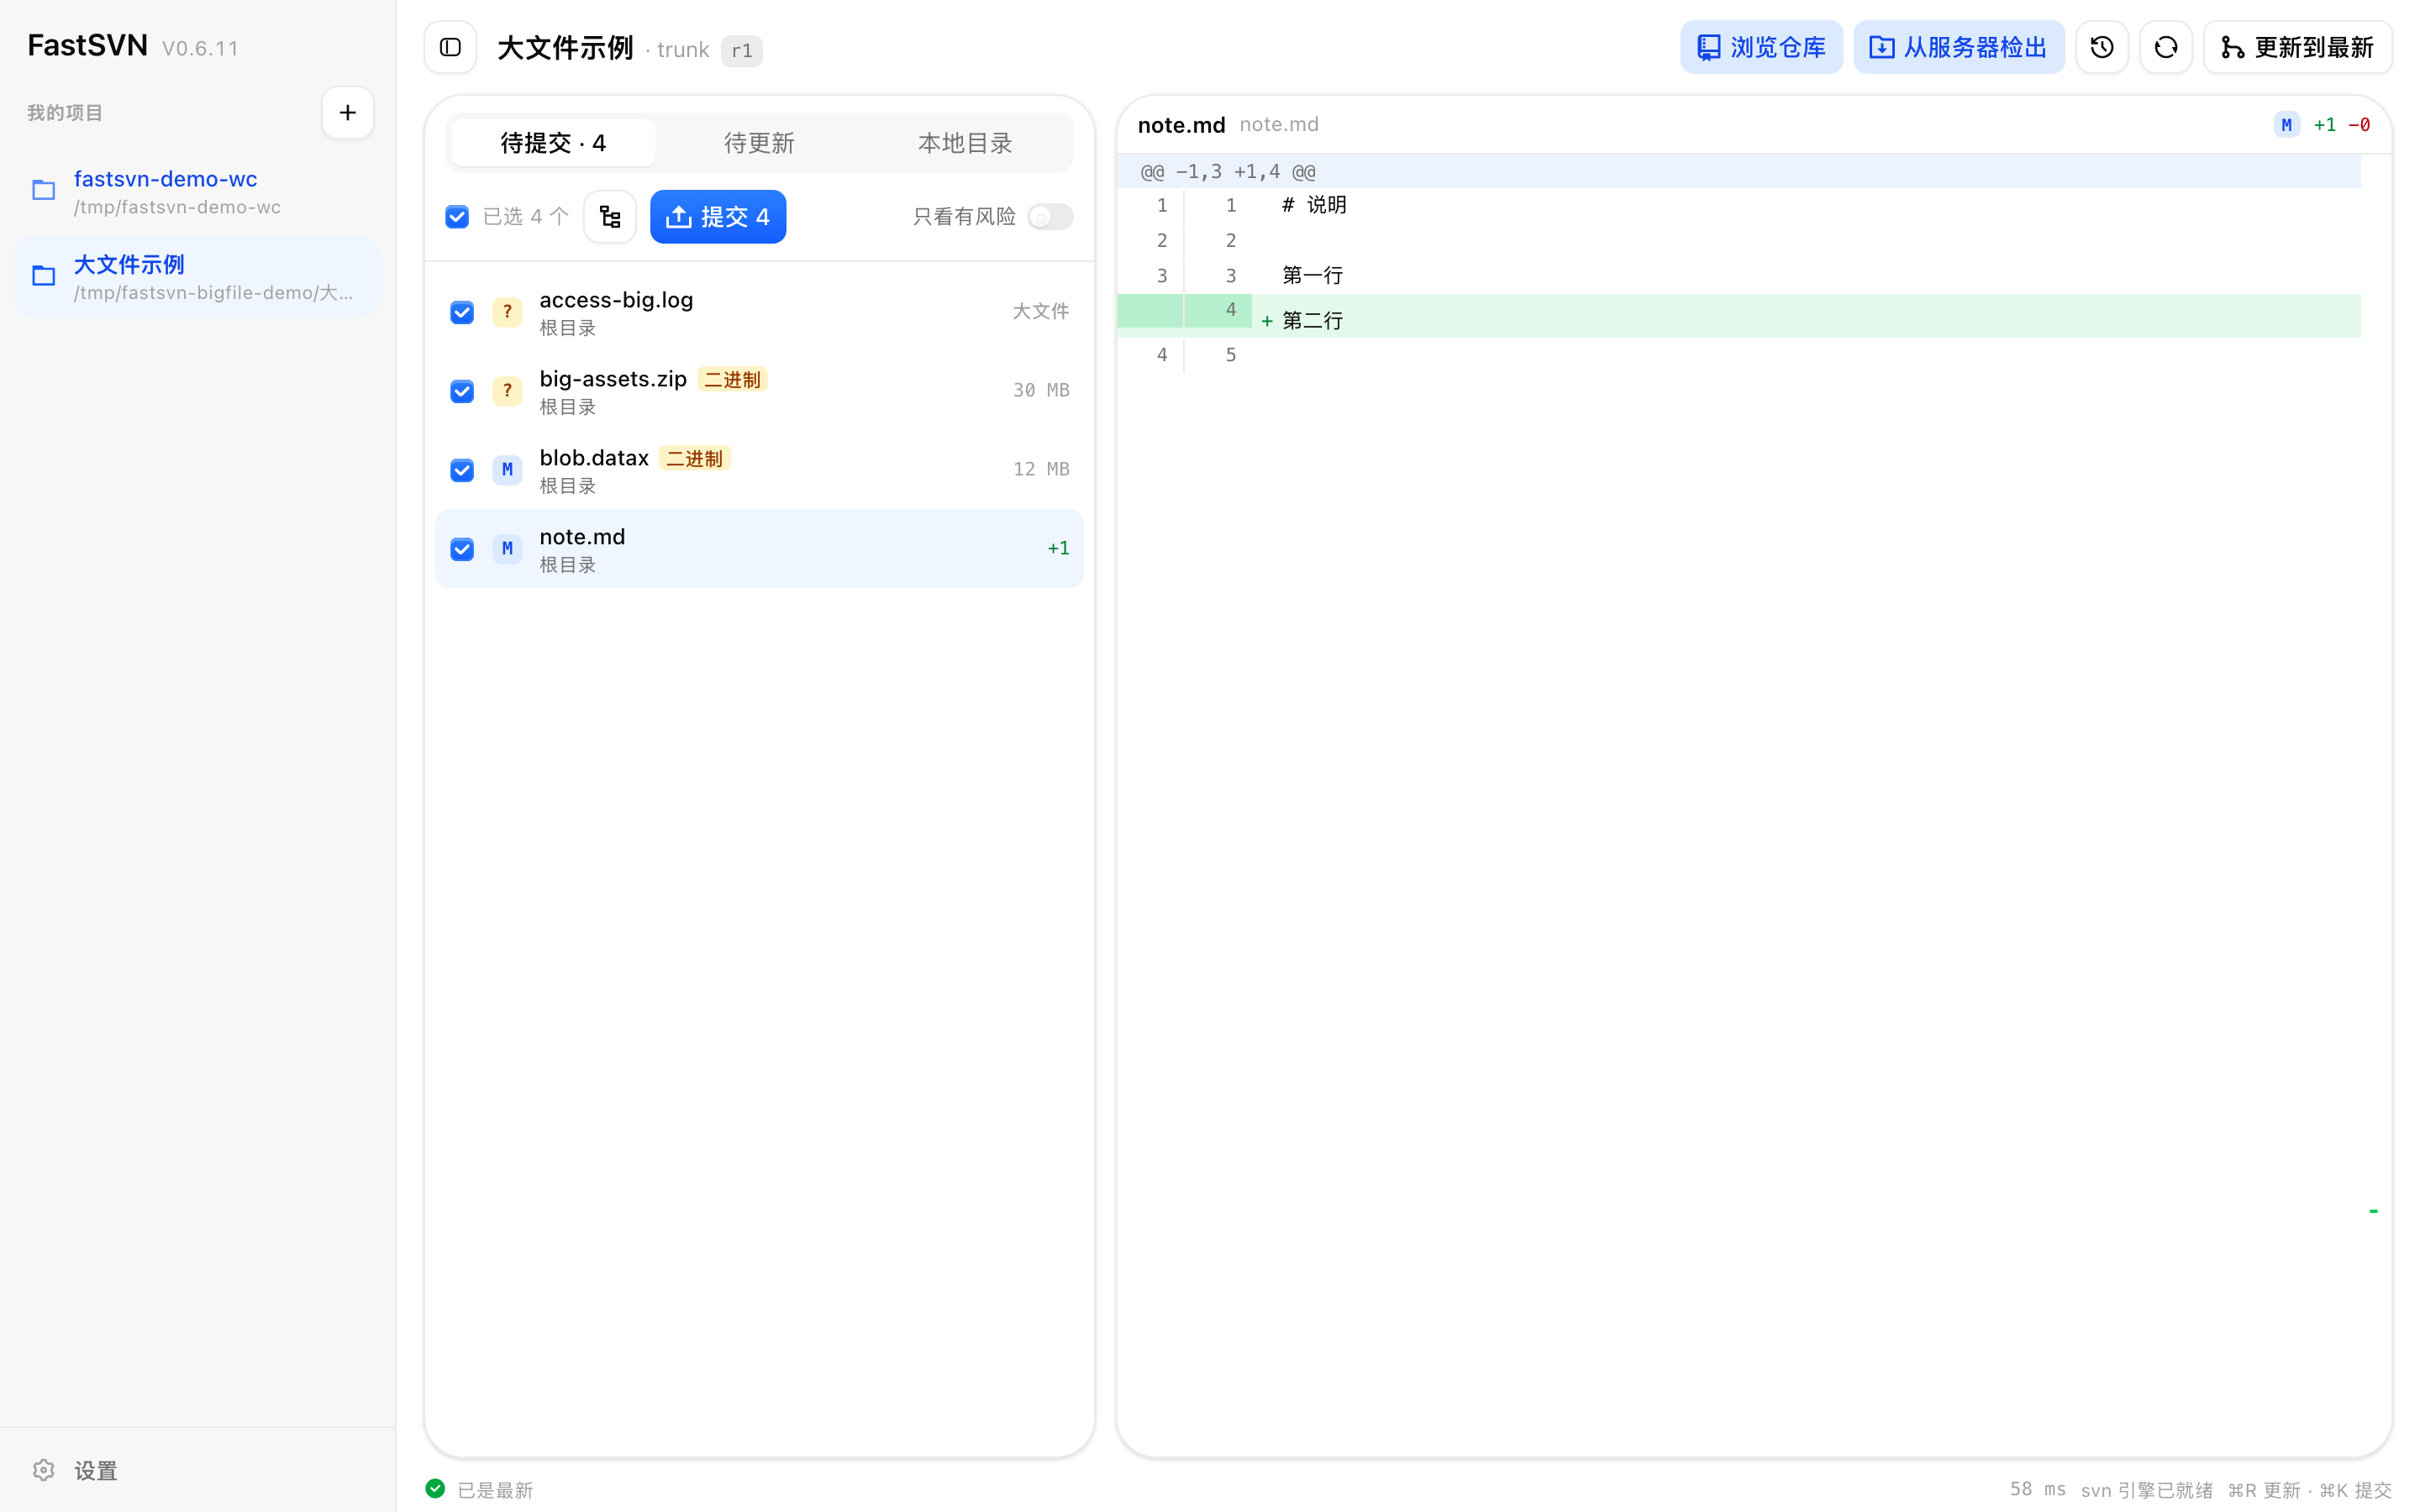 FastSVN V0.6.11
我的项目
fastsvn-demo-wc
/tmp/fastsvn-demo-wc
大文件示例
/tmp/fastsvn-bigfile-demo/大...
设置
大文件示例 · trunk r1
浏览仓库
从服务器检出
更新到最新
待提交 · 4
待更新
本地目录
已选 4 个
提交 4
只看有风险
? access-big.log
根目录
大文件
? big-assets.zip 二进制
根目录
30 MB
M blob.datax 二进制
根目录
12 MB
M note.md
根目录
+1
note.md note.md
M +1 −0
@@ −1,3 +1,4 @@
1 1 # 说明
2 2
3 3 第一行
4 + 第二行
4 5
已是最新
58 ms svn 引擎已就绪 ⌘R 更新 · ⌘K 提交